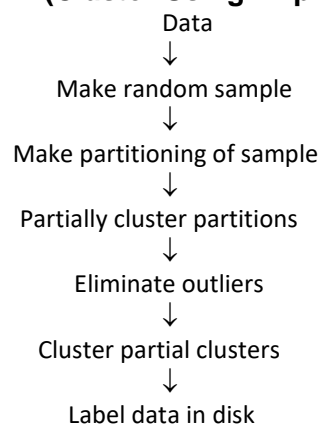 Data
↓
Make random sample
↓
Make partitioning of sample
↓
Partially cluster partitions
↓
Eliminate outliers
↓
Cluster partial clusters
↓
Label data in disk